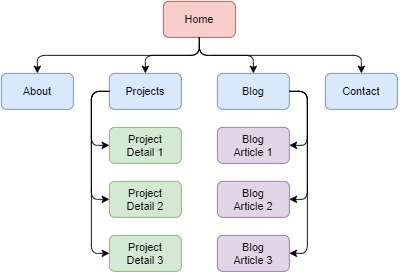 Home
About
Projects
Blog
Contact
Project
Detail 1
Blog
Article 1
Project
Detail 2
Blog
Article 2
Project
Detail 3
Blog
Article 3